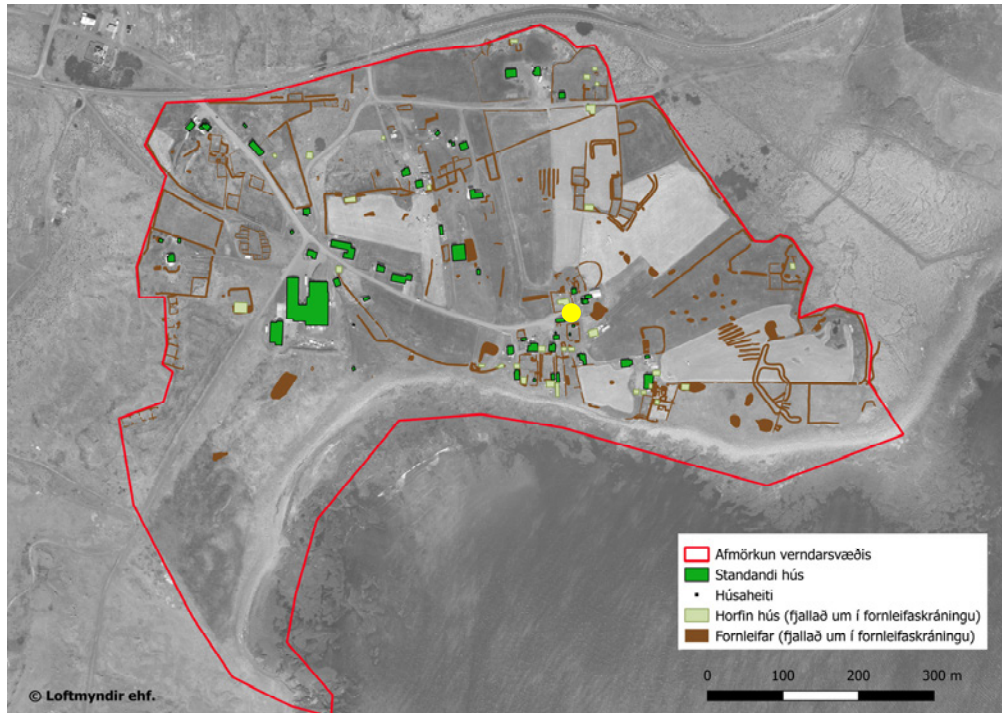 Afmörkun verndarsvæðis
Standandi hús
Húsaheiti
Horfin hús (fjallað um í fornleifaskráningu)
Fornleifar (fjallað um í fornleifaskráningu)
0 100 200 300 m
© Loftmyndir ehf.